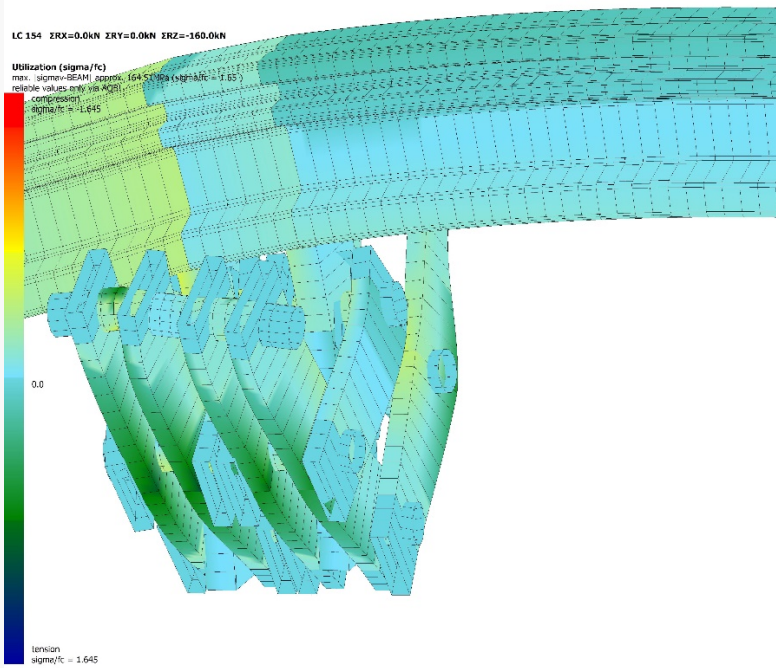 LC 154 ΣRX=0.0kN ΣRY=0.0kN ΣRZ=-160.0kN
Utilization (sigma/fc)
max. |sigmav-BEAM| approx. 164.51MPa (sigma/fc = 1.65 )
reliable values only via AQB!
compression
sigma/fc = -1.645
0.0
tension
sigma/fc = 1.645